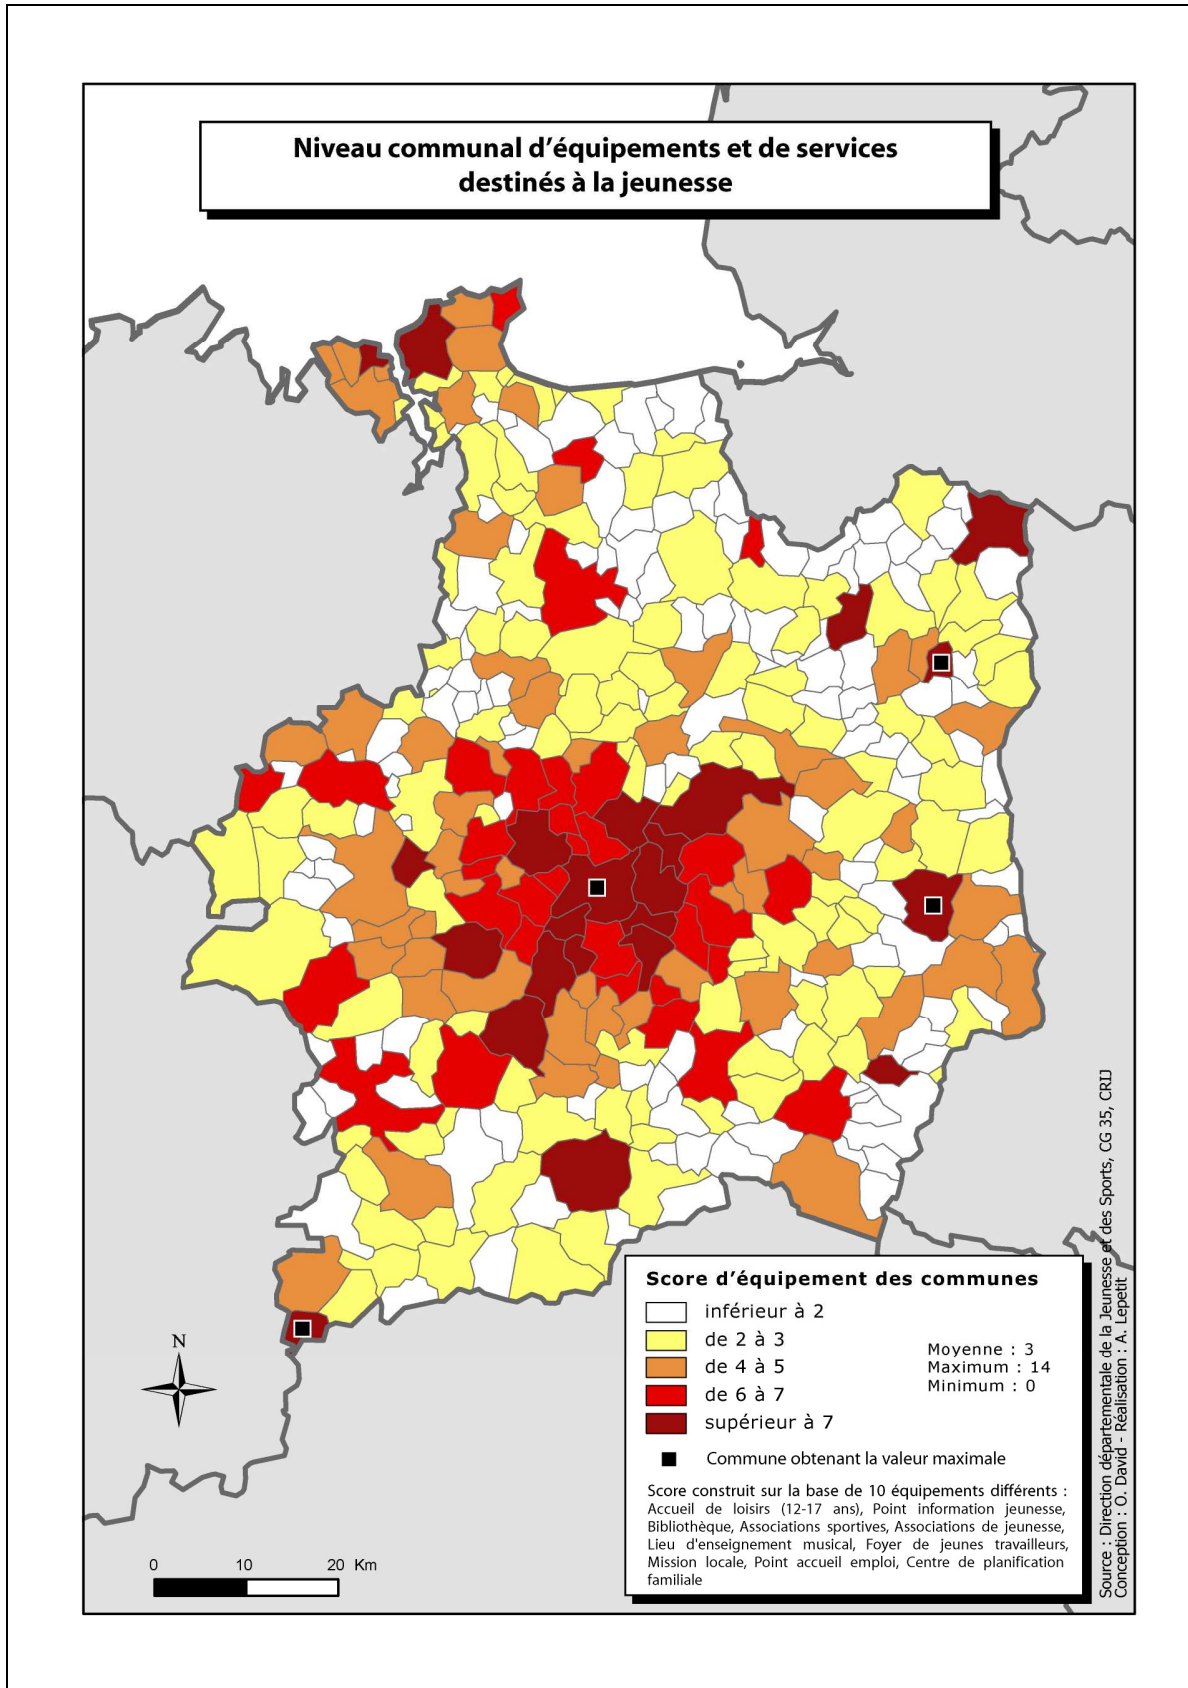 Niveau communal d'équipements et de services
destinés à la jeunesse
Score d'équipement des communes
inférieur à 2
de 2 à 3
de 4 à 5
de 6 à 7
supérieur à 7
Moyenne : 3
Maximum : 14
Minimum : 0
Commune obtenant la valeur maximale
Score construit sur la base de 10 équipements différents :
Accueil de loisirs (12-17 ans), Point information jeunesse,
Bibliothèque, Associations sportives, Associations de jeunesse,
Lieu d'enseignement musical, Foyer de jeunes travailleurs,
Mission locale, Point accueil emploi, Centre de planification
familiale
N
0 10 20 Km
Source : Direction départementale de la Jeunesse et des Sports, CG 35, CRIJ
Conception : O. David - Réalisation : A. Lepetit